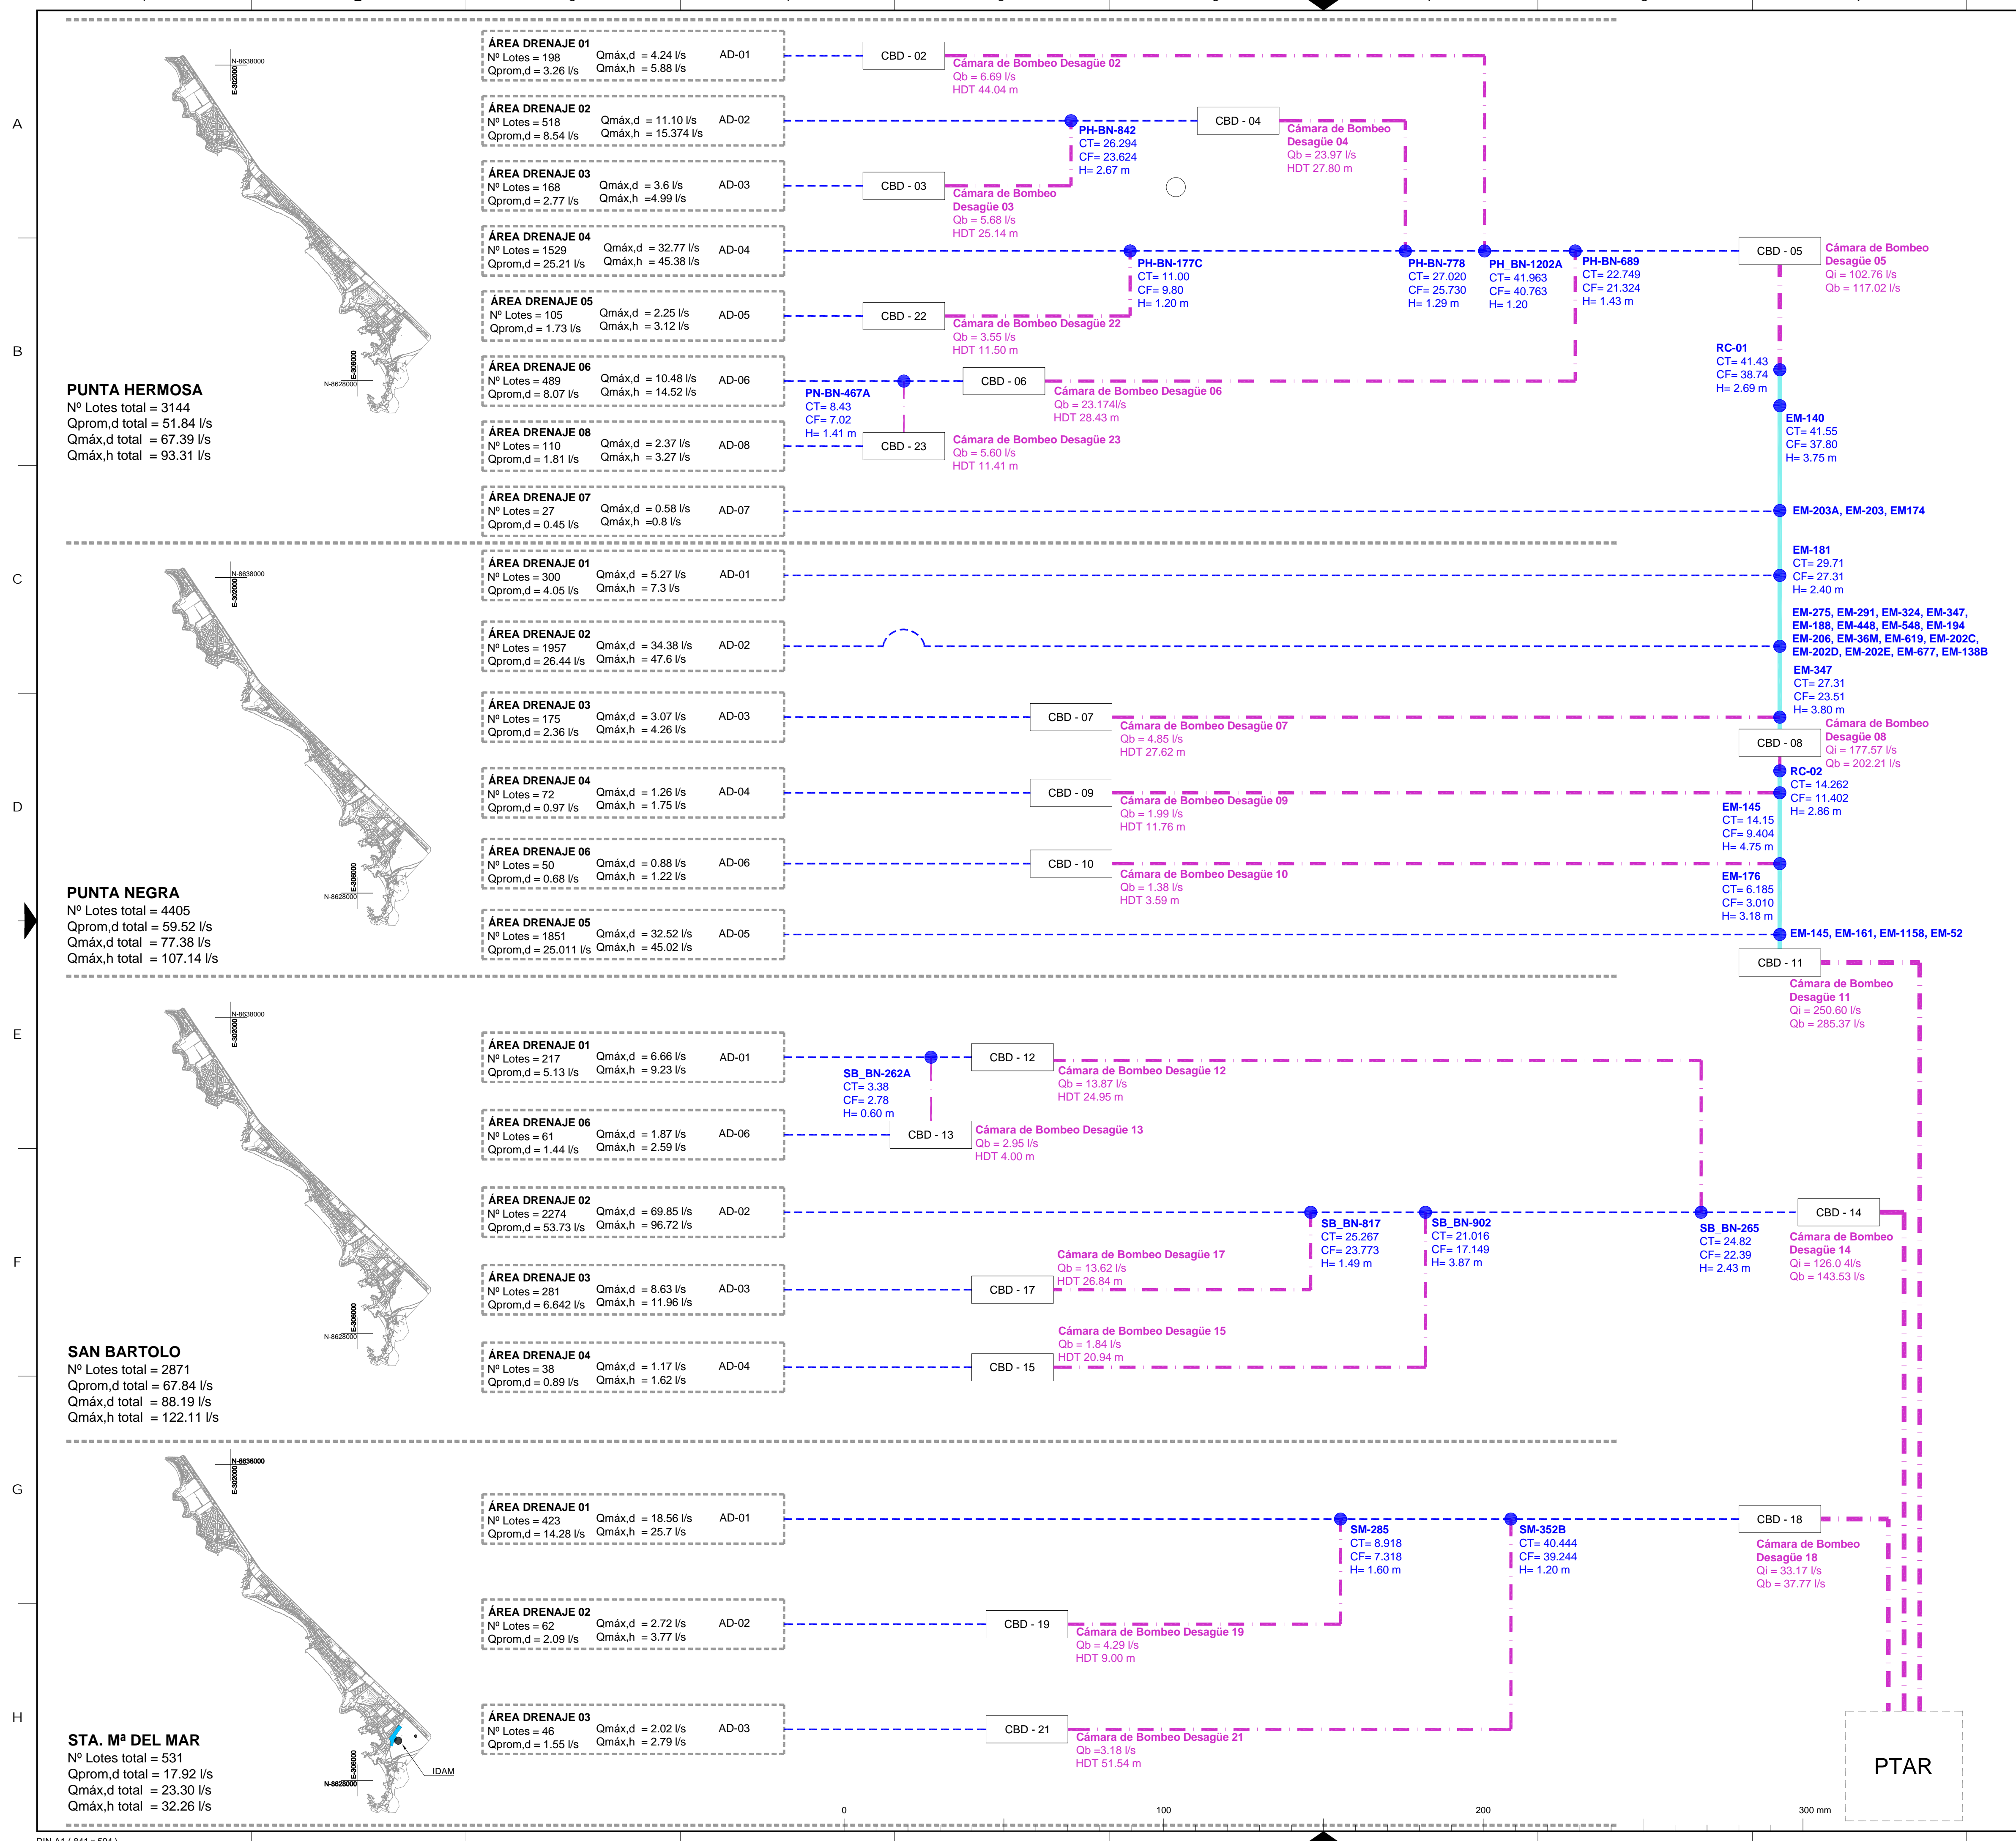 ÁREA DRENAJE 01
Nº Lotes = 198 Qmáx,d = 4.24 l/s AD-01
Qprom,d = 3.26 l/s Qmáx,h = 5.88 l/s
CBD - 02
Cámara de Bombeo Desagüe 02
Qb = 6.69 l/s
HDT 44.04 m
N-8638000
E-302000
A
ÁREA DRENAJE 02
Nº Lotes = 518 Qmáx,d = 11.10 l/s AD-02
Qprom,d = 8.54 l/s Qmáx,h = 15.374 l/s
PH-BN-842
CT= 26.294
CF= 23.624
H= 2.67 m
CBD - 04
Cámara de Bombeo
Desagüe 04
Qb = 23.97 l/s
HDT 27.80 m
ÁREA DRENAJE 03
Nº Lotes = 168 Qmáx,d = 3.6 l/s AD-03
Qprom,d = 2.77 l/s Qmáx,h =4.99 l/s
CBD - 03
Cámara de Bombeo
Desagüe 03
Qb = 5.68 l/s
HDT 25.14 m
ÁREA DRENAJE 04
Nº Lotes = 1529 Qmáx,d = 32.77 l/s AD-04
Qprom,d = 25.21 l/s Qmáx,h = 45.38 l/s
PH-BN-177C
CT= 11.00
CF= 9.80
H= 1.20 m
PH-BN-778
CT= 27.020
CF= 25.730
H= 1.29 m
PH_BN-1202A
CT= 41.963
CF= 40.763
H= 1.20
PH-BN-689
CT= 22.749
CF= 21.324
H= 1.43 m
CBD - 05
Cámara de Bombeo
Desagüe 05
Qi = 102.76 l/s
Qb = 117.02 l/s
ÁREA DRENAJE 05
Nº Lotes = 105 Qmáx,d = 2.25 l/s AD-05
Qprom,d = 1.73 l/s Qmáx,h = 3.12 l/s
CBD - 22
Cámara de Bombeo Desagüe 22
Qb = 3.55 l/s
HDT 11.50 m
B
E-306000
N-8628000
PUNTA HERMOSA
Nº Lotes total = 3144
Qprom,d total = 51.84 l/s
Qmáx,d total = 67.39 l/s
Qmáx,h total = 93.31 l/s
ÁREA DRENAJE 06
Nº Lotes = 489 Qmáx,d = 10.48 l/s AD-06
Qprom,d = 8.07 l/s Qmáx,h = 14.52 l/s
PN-BN-467A
CT= 8.43
CF= 7.02
H= 1.41 m
CBD - 06
Cámara de Bombeo Desagüe 06
Qb = 23.174l/s
HDT 28.43 m
RC-01
CT= 41.43
CF= 38.74
H= 2.69 m
EM-140
CT= 41.55
CF= 37.80
H= 3.75 m
ÁREA DRENAJE 08
Nº Lotes = 110 Qmáx,d = 2.37 l/s AD-08
Qprom,d = 1.81 l/s Qmáx,h = 3.27 l/s
CBD - 23
Cámara de Bombeo Desagüe 23
Qb = 5.60 l/s
HDT 11.41 m
ÁREA DRENAJE 07
Nº Lotes = 27 Qmáx,d = 0.58 l/s AD-07
Qprom,d = 0.45 l/s Qmáx,h =0.8 l/s
EM-203A, EM-203, EM174
C
N-8638000
E-302000
ÁREA DRENAJE 01
Nº Lotes = 300 Qmáx,d = 5.27 l/s AD-01
Qprom,d = 4.05 l/s Qmáx,h = 7.3 l/s
EM-181
CT= 29.71
CF= 27.31
H= 2.40 m
ÁREA DRENAJE 02
Nº Lotes = 1957 Qmáx,d = 34.38 l/s AD-02
Qprom,d = 26.44 l/s Qmáx,h = 47.6 l/s
EM-275, EM-291, EM-324, EM-347,
EM-188, EM-448, EM-548, EM-194
EM-206, EM-36M, EM-619, EM-202C,
EM-202D, EM-202E, EM-677, EM-138B
EM-347
CT= 27.31
CF= 23.51
H= 3.80 m
ÁREA DRENAJE 03
Nº Lotes = 175 Qmáx,d = 3.07 l/s AD-03
Qprom,d = 2.36 l/s Qmáx,h = 4.26 l/s
CBD - 07
Cámara de Bombeo Desagüe 07
Qb = 4.85 l/s
HDT 27.62 m
CBD - 08
Cámara de Bombeo
Desagüe 08
Qi = 177.57 l/s
Qb = 202.21 l/s
RC-02
CT= 14.262
CF= 11.402
H= 2.86 m
D
ÁREA DRENAJE 04
Nº Lotes = 72 Qmáx,d = 1.26 l/s AD-04
Qprom,d = 0.97 l/s Qmáx,h = 1.75 l/s
CBD - 09
Cámara de Bombeo Desagüe 09
Qb = 1.99 l/s
HDT 11.76 m
EM-145
CT= 14.15
CF= 9.404
H= 4.75 m
E-306000
N-8628000
PUNTA NEGRA
Nº Lotes total = 4405
Qprom,d total = 59.52 l/s
Qmáx,d total = 77.38 l/s
Qmáx,h total = 107.14 l/s
ÁREA DRENAJE 06
Nº Lotes = 50 Qmáx,d = 0.88 l/s AD-06
Qprom,d = 0.68 l/s Qmáx,h = 1.22 l/s
CBD - 10
Cámara de Bombeo Desagüe 10
Qb = 1.38 l/s
HDT 3.59 m
EM-176
CT= 6.185
CF= 3.010
H= 3.18 m
ÁREA DRENAJE 05
Nº Lotes = 1851 Qmáx,d = 32.52 l/s AD-05
Qprom,d = 25.011 l/s Qmáx,h = 45.02 l/s
EM-145, EM-161, EM-1158, EM-52
CBD - 11
Cámara de Bombeo
Desagüe 11
Qi = 250.60 l/s
Qb = 285.37 l/s
E
N-8638000
E-302000
ÁREA DRENAJE 01
Nº Lotes = 217 Qmáx,d = 6.66 l/s AD-01
Qprom,d = 5.13 l/s Qmáx,h = 9.23 l/s
SB_BN-262A
CT= 3.38
CF= 2.78
H= 0.60 m
CBD - 12
Cámara de Bombeo Desagüe 12
Qb = 13.87 l/s
HDT 24.95 m
ÁREA DRENAJE 06
Nº Lotes = 61 Qmáx,d = 1.87 l/s AD-06
Qprom,d = 1.44 l/s Qmáx,h = 2.59 l/s
CBD - 13
Cámara de Bombeo Desagüe 13
Qb = 2.95 l/s
HDT 4.00 m
ÁREA DRENAJE 02
Nº Lotes = 2274 Qmáx,d = 69.85 l/s AD-02
Qprom,d = 53.73 l/s Qmáx,h = 96.72 l/s
SB_BN-817
CT= 25.267
CF= 23.773
H= 1.49 m
SB_BN-902
CT= 21.016
CF= 17.149
H= 3.87 m
SB_BN-265
CT= 24.82
CF= 22.39
H= 2.43 m
CBD - 14
Cámara de Bombeo
Desagüe 14
Qi = 126.0 4l/s
Qb = 143.53 l/s
F
ÁREA DRENAJE 03
Nº Lotes = 281 Qmáx,d = 8.63 l/s AD-03
Qprom,d = 6.642 l/s Qmáx,h = 11.96 l/s
CBD - 17
Cámara de Bombeo Desagüe 17
Qb = 13.62 l/s
HDT 26.84 m
E-306000
N-8628000
SAN BARTOLO
Nº Lotes total = 2871
Qprom,d total = 67.84 l/s
Qmáx,d total = 88.19 l/s
Qmáx,h total = 122.11 l/s
ÁREA DRENAJE 04
Nº Lotes = 38 Qmáx,d = 1.17 l/s AD-04
Qprom,d = 0.89 l/s Qmáx,h = 1.62 l/s
CBD - 15
Cámara de Bombeo Desagüe 15
Qb = 1.84 l/s
HDT 20.94 m
G
N-8638000
E-302000
ÁREA DRENAJE 01
Nº Lotes = 423 Qmáx,d = 18.56 l/s AD-01
Qprom,d = 14.28 l/s Qmáx,h = 25.7 l/s
SM-285
CT= 8.918
CF= 7.318
H= 1.60 m
SM-352B
CT= 40.444
CF= 39.244
H= 1.20 m
CBD - 18
Cámara de Bombeo
Desagüe 18
Qi = 33.17 l/s
Qb = 37.77 l/s
ÁREA DRENAJE 02
Nº Lotes = 62 Qmáx,d = 2.72 l/s AD-02
Qprom,d = 2.09 l/s Qmáx,h = 3.77 l/s
CBD - 19
Cámara de Bombeo Desagüe 19
Qb = 4.29 l/s
HDT 9.00 m
H
ÁREA DRENAJE 03
Nº Lotes = 46 Qmáx,d = 2.02 l/s AD-03
Qprom,d = 1.55 l/s Qmáx,h = 2.79 l/s
CBD - 21
Cámara de Bombeo Desagüe 21
Qb =3.18 l/s
HDT 51.54 m
STA. Mª DEL MAR
Nº Lotes total = 531
Qprom,d total = 17.92 l/s
Qmáx,d total = 23.30 l/s
Qmáx,h total = 32.26 l/s
IDAM
E-306000
N-8628000
PTAR
0 100 200 300 mm
DIN A1 ( 841 x 594 )